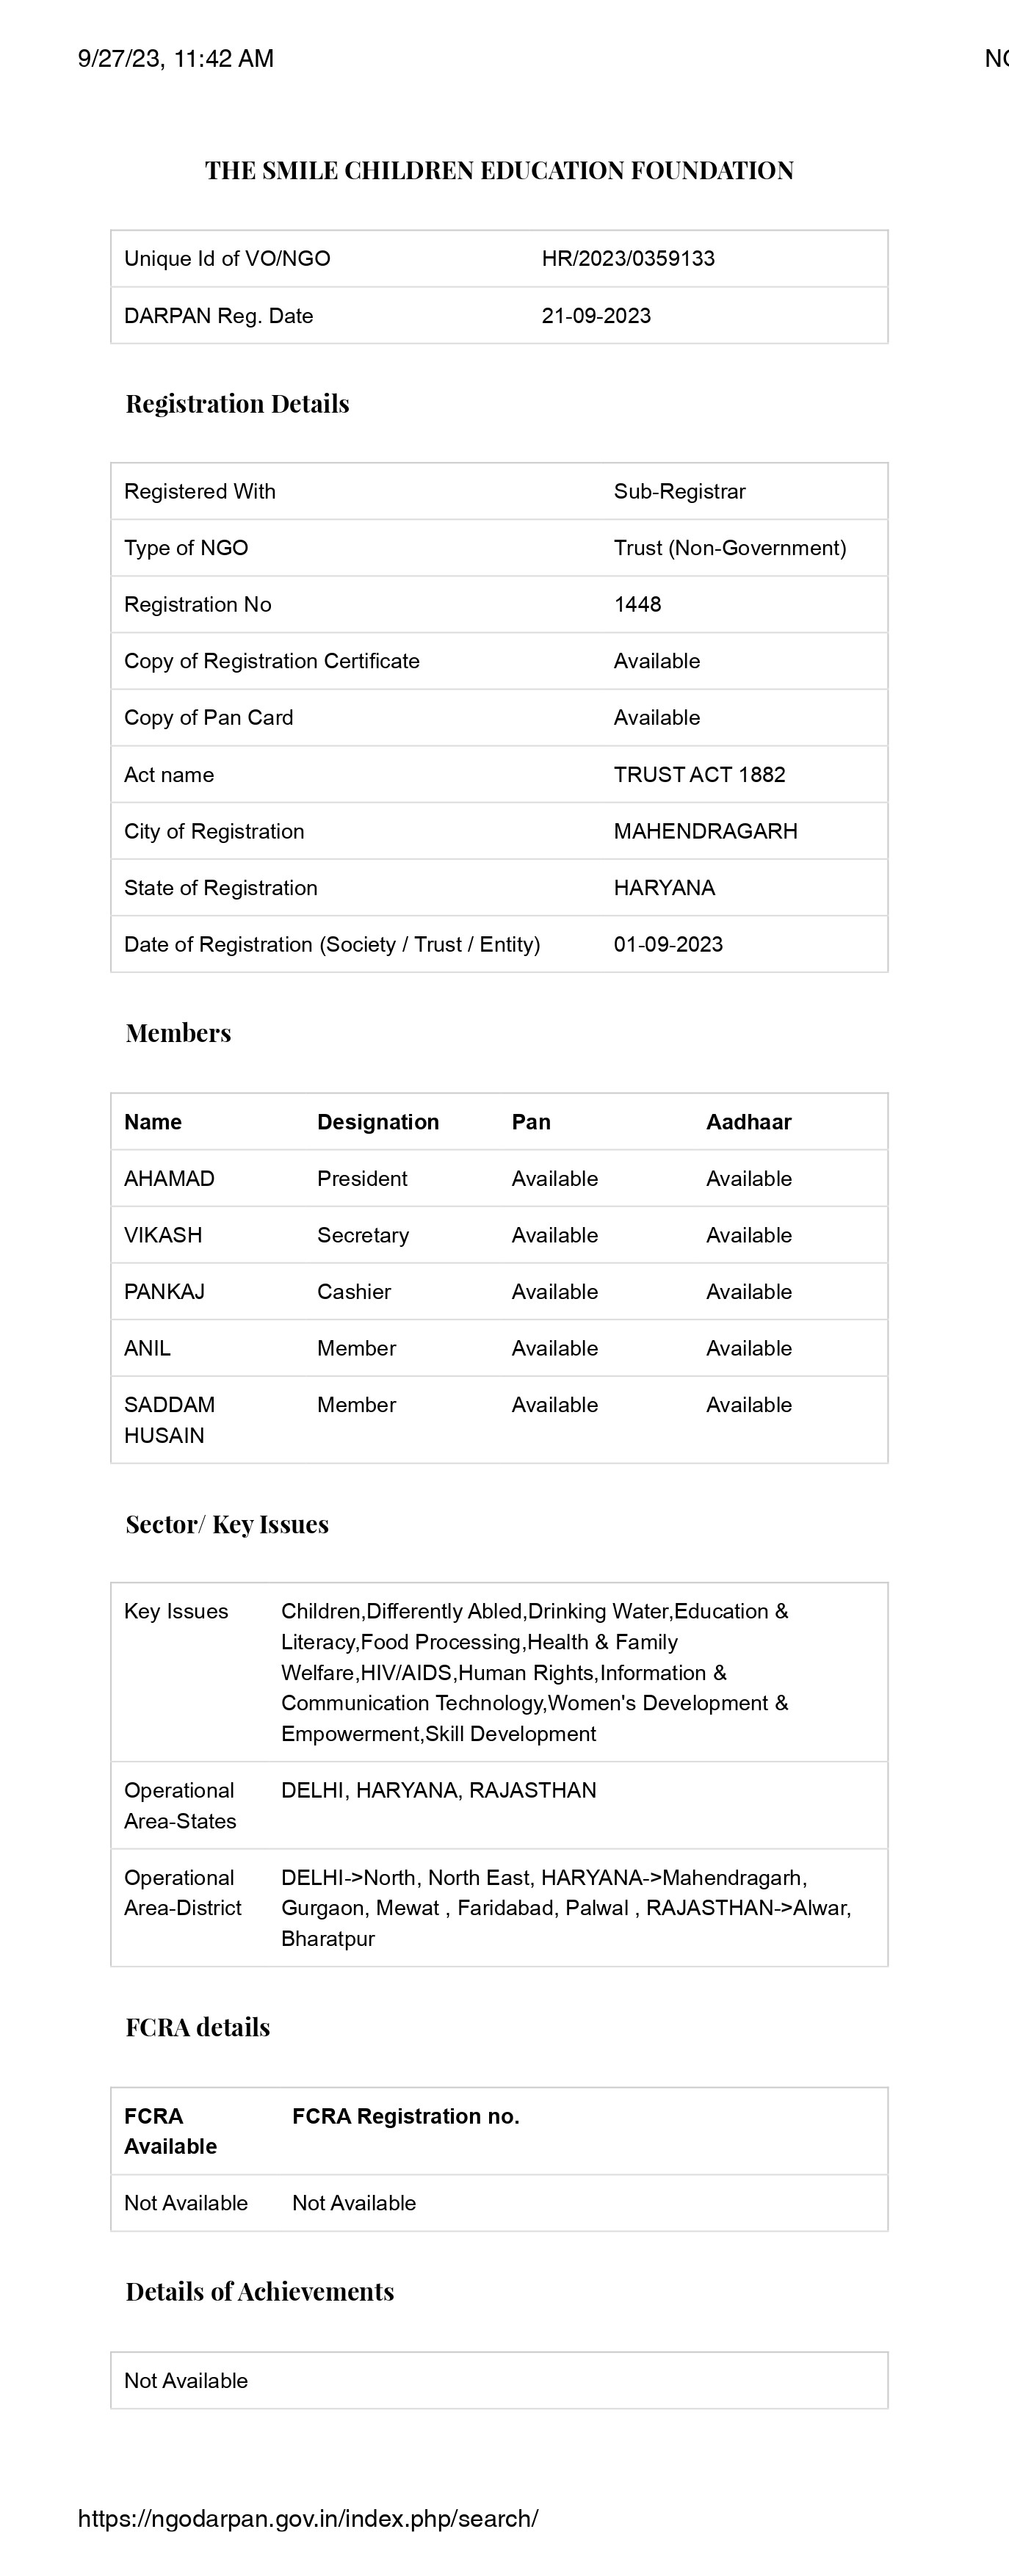 9/27/23, 11:42 AM
THE SMILE CHILDREN EDUCATION FOUNDATION
Unique Id of VO/NGO HR/2023/0359133
DARPAN Reg. Date 21-09-2023
Registration Details
Registered With Sub-Registrar
Type of NGO Trust (Non-Government)
Registration No 1448
Copy of Registration Certificate Available
Copy of Pan Card Available
Act name TRUST ACT 1882
City of Registration MAHENDRAGARH
State of Registration HARYANA
Date of Registration (Society / Trust / Entity) 01-09-2023
Members
Name Designation Pan Aadhaar
AHAMAD President Available Available
VIKASH Secretary Available Available
PANKAJ Cashier Available Available
ANIL Member Available Available
SADDAM Member Available Available
HUSAIN
Sector/ Key Issues
Key Issues Children,Differently Abled,Drinking Water,Education &
Literacy,Food Processing,Health & Family
Welfare,HIV/AIDS,Human Rights,Information &
Communication Technology,Women's Development &
Empowerment,Skill Development
Operational DELHI, HARYANA, RAJASTHAN
Area-States
Operational DELHI->North, North East, HARYANA->Mahendragarh,
Area-District Gurgaon, Mewat , Faridabad, Palwal , RAJASTHAN->Alwar,
Bharatpur
FCRA details
FCRA FCRA Registration no.
Available
Not Available Not Available
Details of Achievements
Not Available
https://ngodarpan.gov.in/index.php/search/